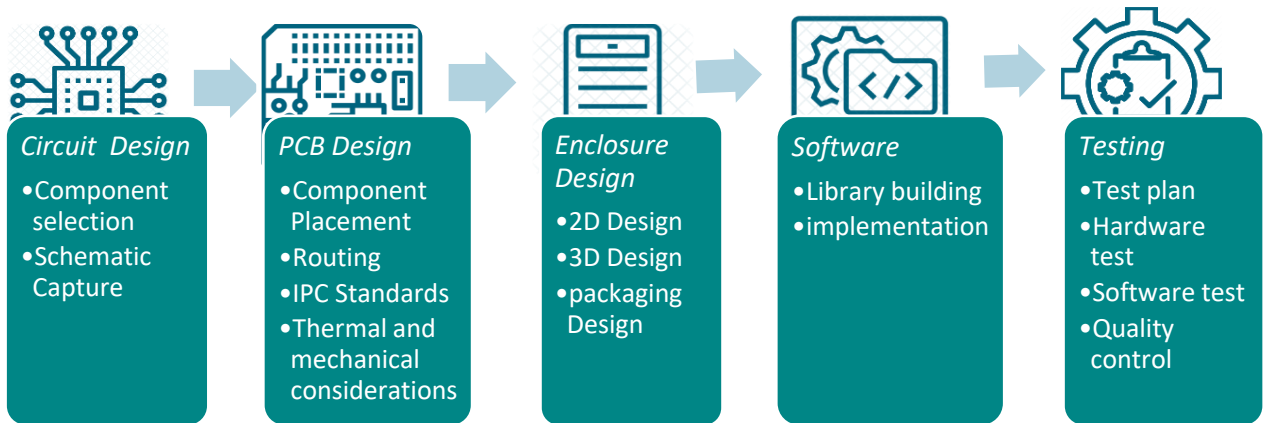 Circuit Design
•Component
selection
•Schematic
Capture
PCB Design
•Component
Placement
•Routing
•IPC Standards
•Thermal and
mechanical
considerations
Enclosure
Design
•2D Design
•3D Design
•packaging
Design
Software
•Library building
•implementation
Testing
•Test plan
•Hardware
test
•Software test
•Quality
control